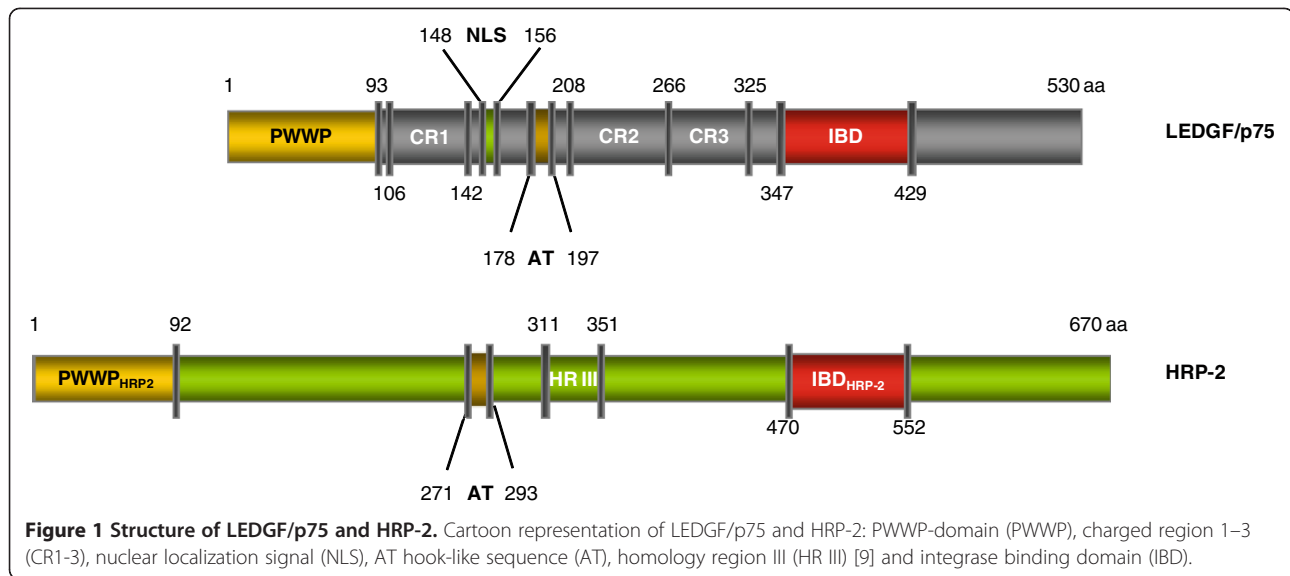 148 NLS 156
1 93 208 266 325 530 aa
PWWP CR1 CR2 CR3 IBD
LEDGF/p75
106 142 347 429
178 AT 197
1 92 311 351 670 aa
PWWPHRP2 HR III IBDHRP-2
HRP-2
470 552
271 AT 293
Figure 1 Structure of LEDGF/p75 and HRP-2. Cartoon representation of LEDGF/p75 and HRP-2: PWWP-domain (PWWP), charged region 1–3
(CR1-3), nuclear localization signal (NLS), AT hook-like sequence (AT), homology region III (HR III) [9] and integrase binding domain (IBD).